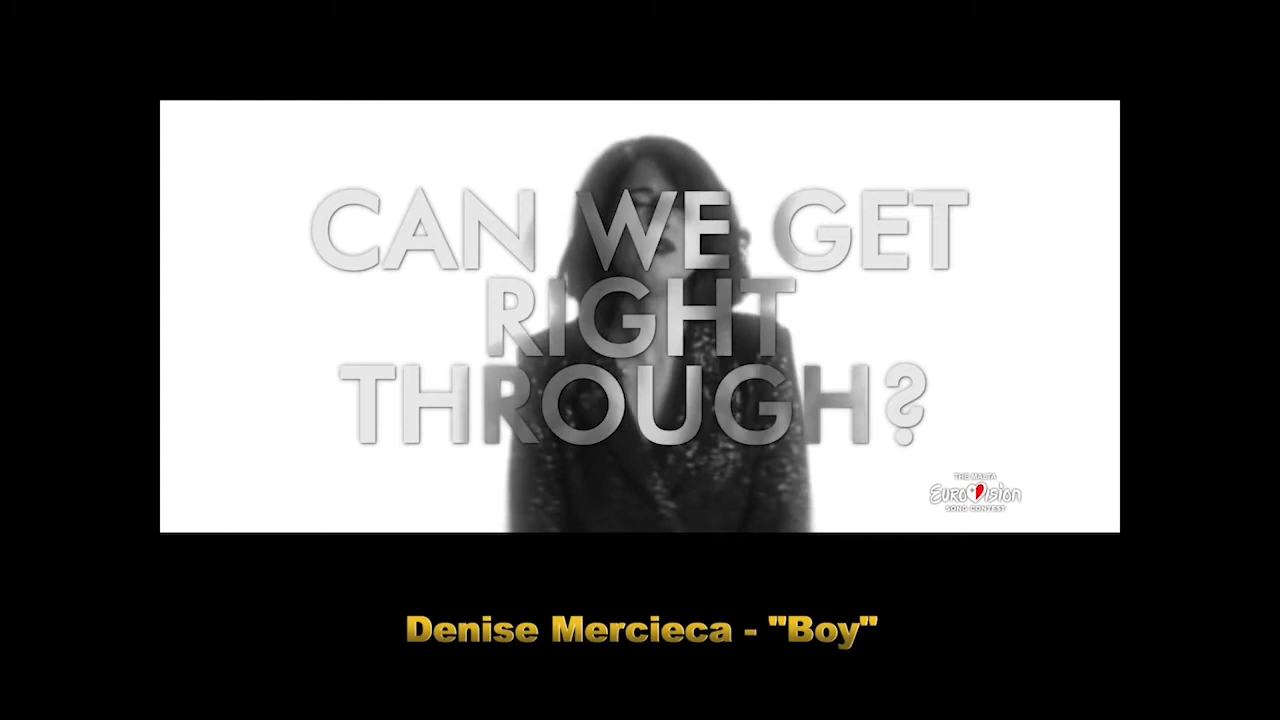 CAN WE GET
RIGHT
THROUGH?
THE MALTA
EUROVISION
SONG CONTEST
Denise Mercieca - "Boy"